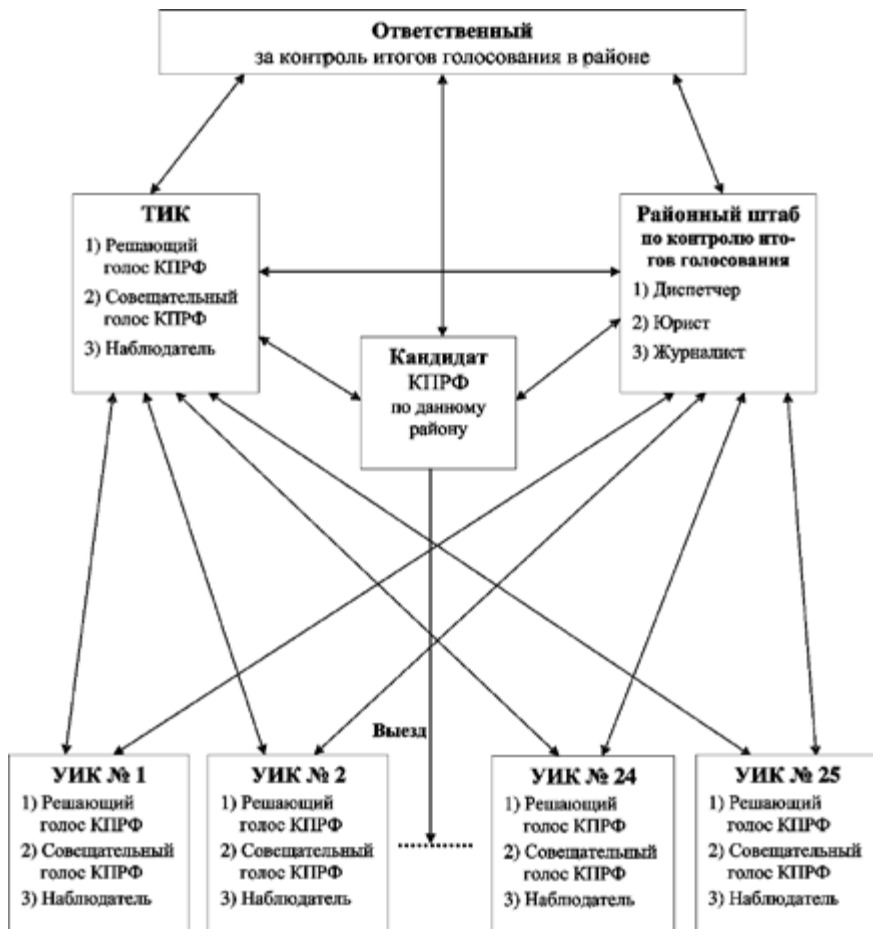 Ответственный
за контроль итогов голосования в районе
ТИК
1) Решающий
голос КПРФ
2) Совещательный
голос КПРФ
3) Наблюдатель
Районный штаб
по контролю ито-
гов голосования
1) Диспетчер
2) Юрист
3) Журналист
Кандидат
КПРФ
по данному
району
Выезд
УИК № 1
1) Решающий
голос КПРФ
2) Совещательный
голос КПРФ
3) Наблюдатель
УИК № 2
1) Решающий
голос КПРФ
2) Совещательный
голос КПРФ
3) Наблюдатель
УИК № 24
1) Решающий
голос КПРФ
2) Совещательный
голос КПРФ
3) Наблюдатель
УИК № 25
1) Решающий
голос КПРФ
2) Совещательный
голос КПРФ
3) Наблюдатель